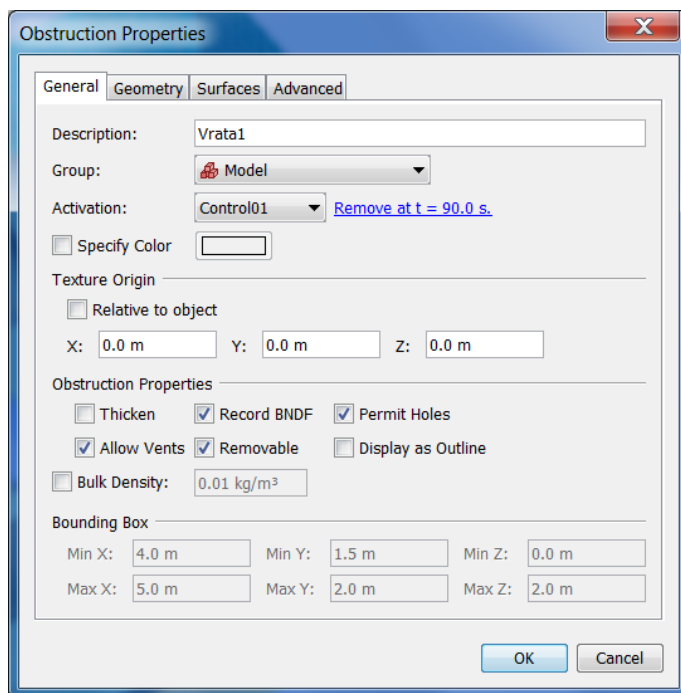 Obstruction Properties
General Geometry Surfaces Advanced
Description: Vrata1
Group: Model
Activation: Control01 Remove at t = 90.0 s.
Specify Color
Texture Origin
Relative to object
X: 0.0 m Y: 0.0 m Z: 0.0 m
Obstruction Properties
Thicken Record BNDF Permit Holes
Allow Vents Removable Display as Outline
Bulk Density: 0.01 kg/m³
Bounding Box
Min X: 4.0 m Min Y: 1.5 m Min Z: 0.0 m
Max X: 5.0 m Max Y: 2.0 m Max Z: 2.0 m
OK Cancel